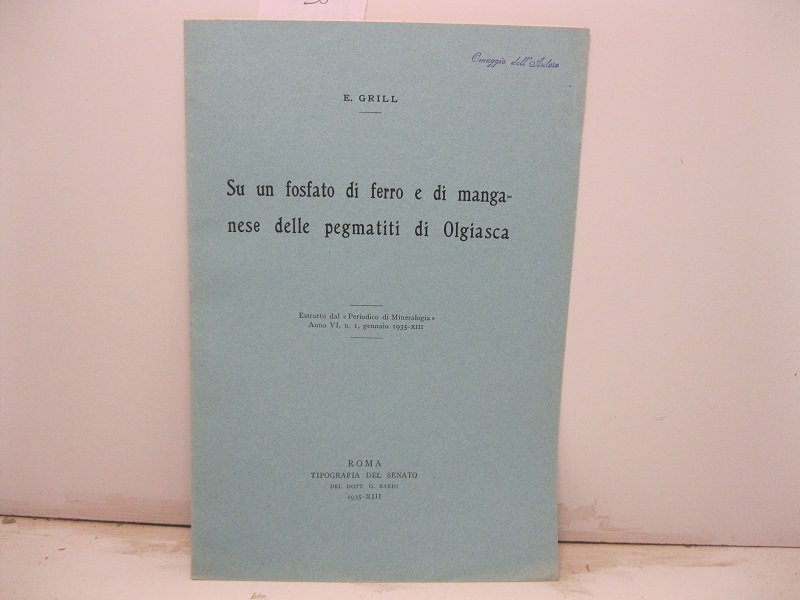 Omaggio dell'Autore
E. GRILL
Su un fosfato di ferro e di manga-
nese delle pegmatiti di Olgiasca
Estratto dal « Periodico di Mineralogia »
Anno VI, n. 1, gennaio 1935-XIII
ROMA
TIPOGRAFIA DEL SENATO
DEL DOTT. G. BARDI
1935-XIII